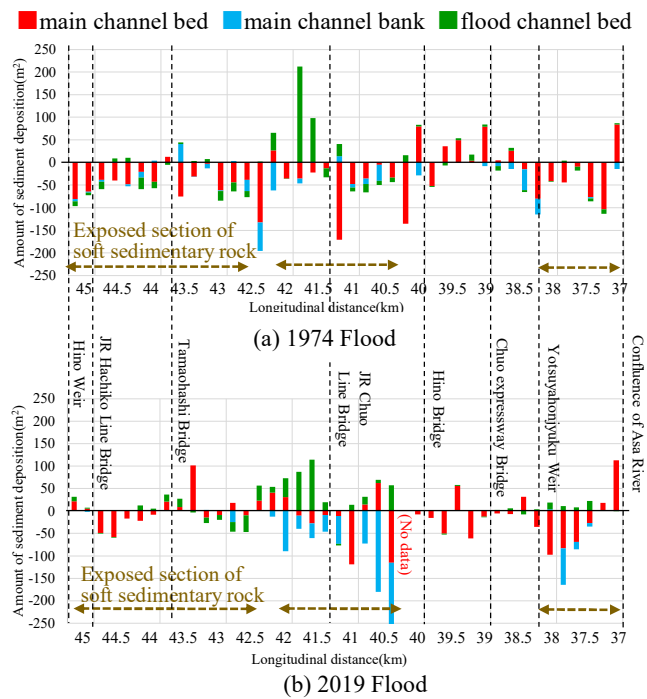 main channel bed main channel bank flood channel bed
Amount of sediment deposition(m²)
250
200
150
100
50
0
-50
-100
-150
-200
-250
Exposed section of
soft sedimentary rock
45 44.5 44 43.5 43 42.5 42 41.5 41 40.5 40 39.5 39 38.5 38 37.5 37
Longitudinal distance(km)
(a) 1974 Flood
Hino Weir
JR Hachiko Line Bridge
Tamaohashi Bridge
JR Chuo
Line Bridge
Hino Bridge
Chuo expressway Bridge
Yotsuyahonjyuku Weir
Confluence of Asa River
Amount of sediment deposition(m²)
250
200
150
100
50
0
-50
-100
-150
-200
-250
(No data)
Exposed section of
soft sedimentary rock
45 44.5 44 43.5 43 42.5 42 41.5 41 40.5 40 39.5 39 38.5 38 37.5 37
Longitudinal distance(km)
(b) 2019 Flood